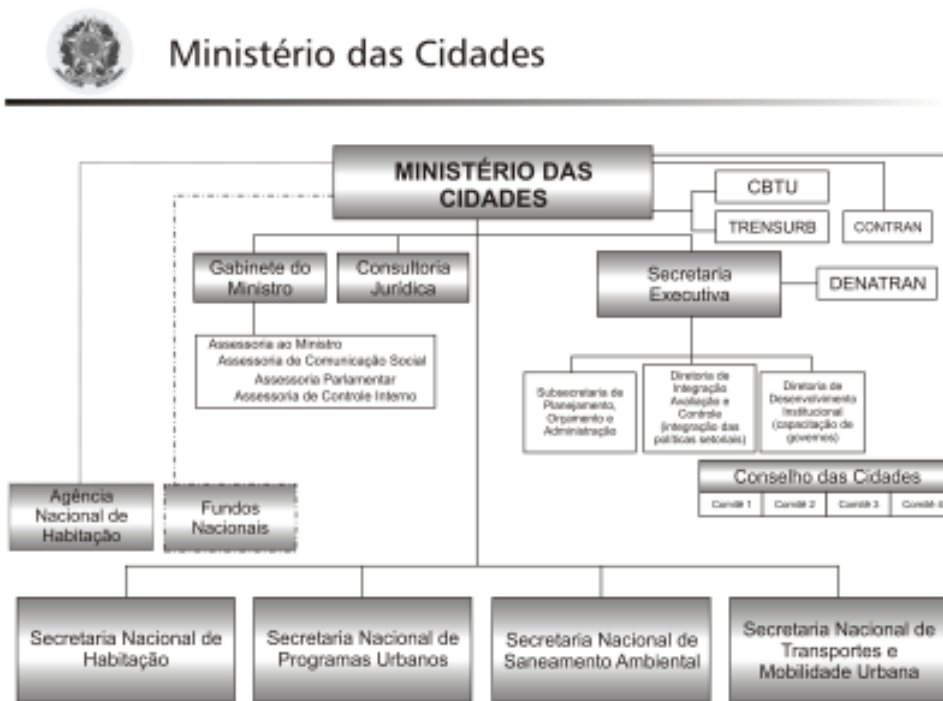 Ministério das Cidades
MINISTÉRIO DAS
CIDADES
CBTU
TRENSURB
CONTRAN
Gabinete do
Ministro
Consultoria
Jurídica
Secretaria
Executiva
DENATRAN
Assessoria ao Ministro
Assessoria de Comunicação Social
Assessoria Parlamentar
Assessoria de Controle Interno
Subsecretaria de
Planejamento,
Orçamento e
Administração
Diretoria de
Integração
Avaliação e
Controle
(integração das
políticas setoriais)
Diretoria de
Desenvolvimento
Institucional
(capacitação de
governos)
Conselho das Cidades
Comitê 1
Comitê 2
Comitê 3
Comitê 4
Agência
Nacional de
Habitação
Fundos
Nacionais
Secretaria Nacional de
Habitação
Secretaria Nacional de
Programas Urbanos
Secretaria Nacional de
Saneamento Ambiental
Secretaria Nacional de
Transportes e
Mobilidade Urbana